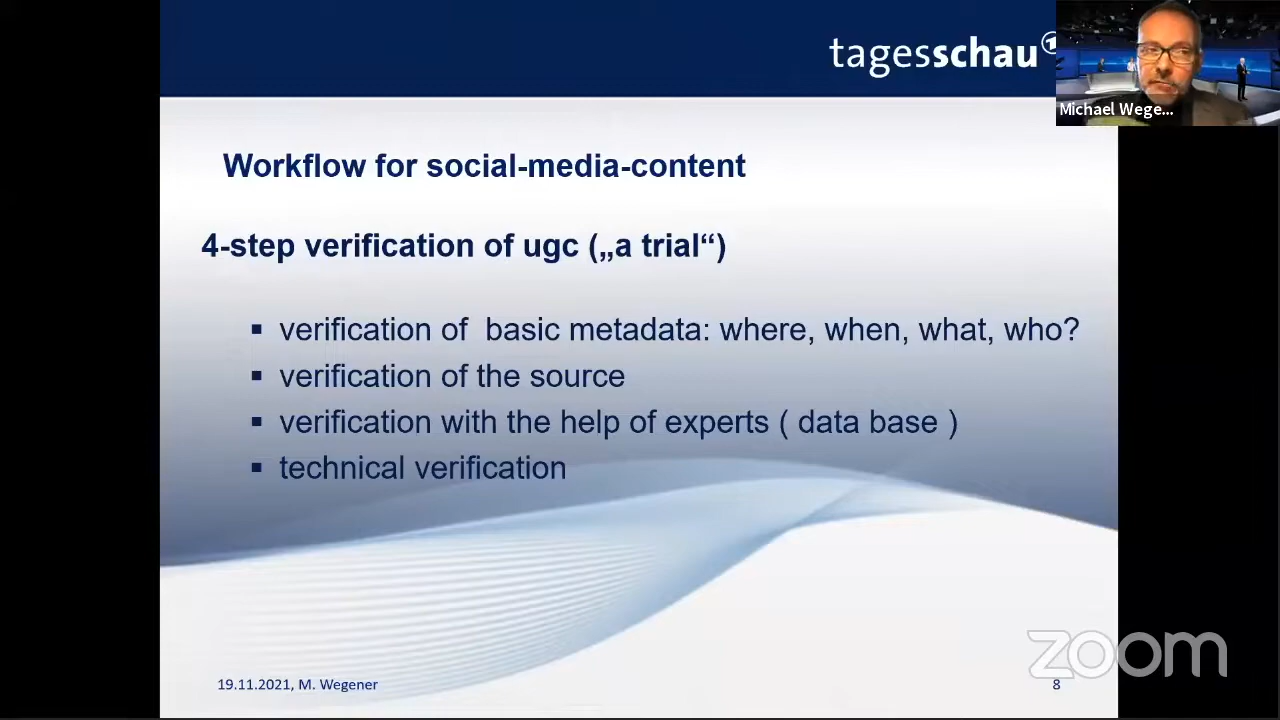 tagesschau
Michael Wege...
Workflow for social-media-content
4-step verification of ugc („a trial“)
▪ verification of basic metadata: where, when, what, who?
▪ verification of the source
▪ verification with the help of experts ( data base )
▪ technical verification
zoom
19.11.2021, M. Wegener
8